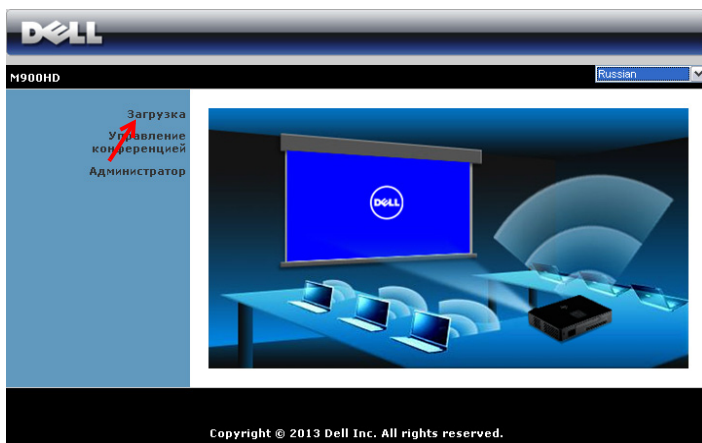 DELL
M900HD
Russian
Загрузка
Управление
конференцией
Администратор
DELL
Copyright © 2013 Dell Inc. All rights reserved.